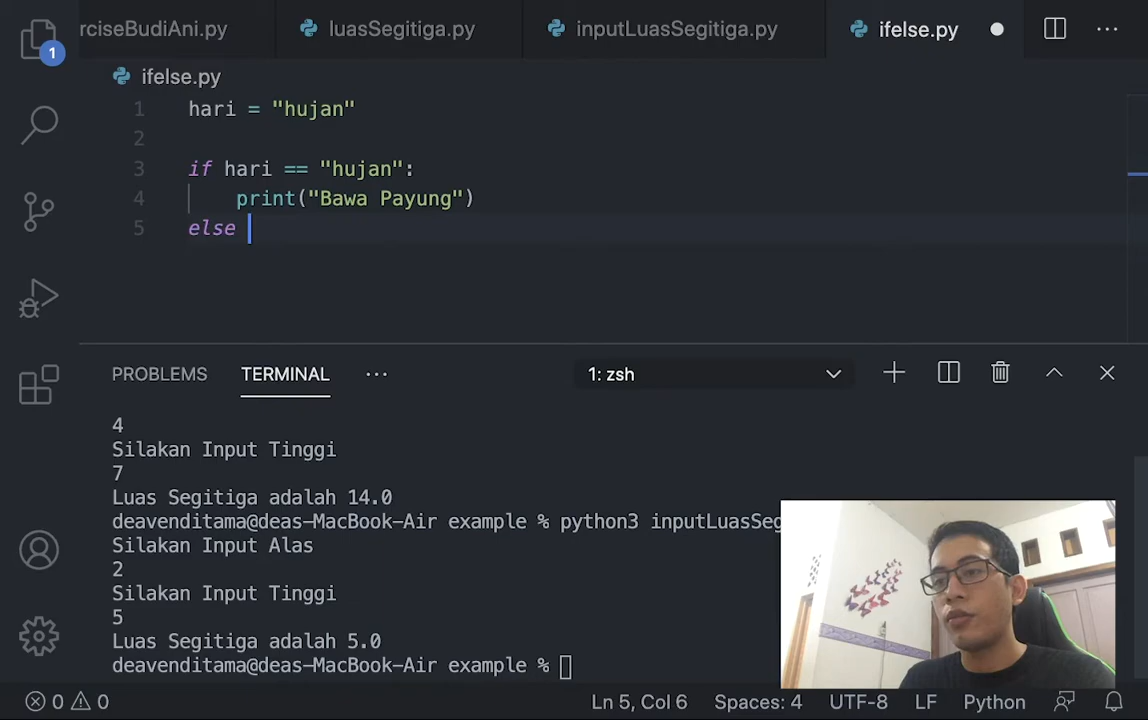 rciseBudiAni.py luasSegitiga.py inputLuasSegitiga.py ifelse.py
1
ifelse.py
1 hari = "hujan"
2
3 if hari == "hujan":
4 print("Bawa Payung")
5 else
PROBLEMS TERMINAL ... 1: zsh
4
Silakan Input Tinggi
7
Luas Segitiga adalah 14.0
deavenditama@deas-MacBook-Air example % python3 inputLuasSeg
Silakan Input Alas
2
Silakan Input Tinggi
5
Luas Segitiga adalah 5.0
deavenditama@deas-MacBook-Air example %
0 0 Ln 5, Col 6 Spaces: 4 UTF-8 LF Python